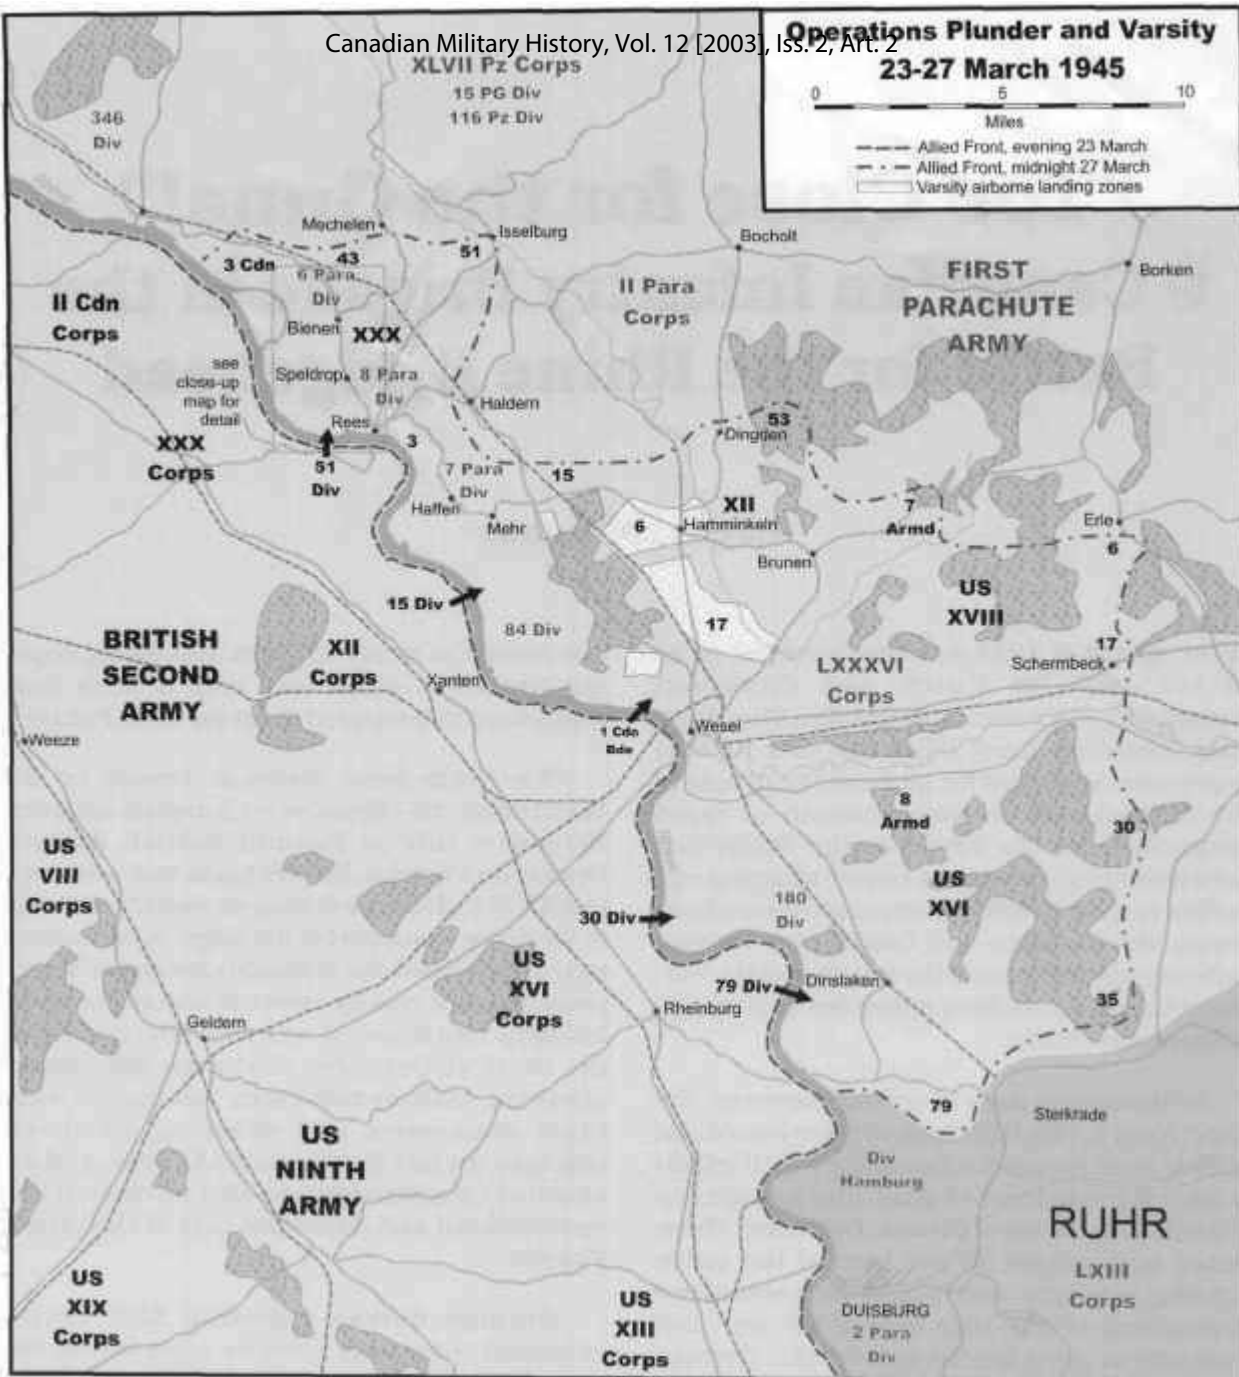 Canadian Military History, Vol. 12 [2003], Iss. 2, Art. 2
Operations Plunder and Varsity
23-27 March 1945
0 5 10
Miles
Allied Front, evening 23 March
Allied Front, midnight 27 March
Varsity airborne landing zones
XLVII Pz Corps
15 PG Div
116 Pz Div
346
Div
Mechelen
Isselburg
Bocholt
Borken
3 Cdn
43
51
6 Para
Div
FIRST
PARACHUTE
ARMY
II Para
Corps
II Cdn
Corps
Bienen
XXX
see
close-up
map for
detail
Speldrop
8 Para
Div
Haldern
Rees
3
53
Dingden
XXX
Corps
51
Div
7 Para
Div
15
Haffen
Mehr
6
XII
Hamminkeln
7
Armd
Erle
6
Brunen
US
XVIII
15 Div
84 Div
17
17
BRITISH
SECOND
ARMY
XII
Corps
LXXXVI
Corps
Schermbeck
Xanten
Weeze
1 Cdn
Bde
Wesel
8
Armd
30
US
VIII
Corps
US
XVI
180
Div
30 Div
US
XVI
Corps
79 Div
Dinslaken
35
Rheinburg
Geldern
79
Sterkrade
US
NINTH
ARMY
Div
Hamburg
RUHR
LXIII
Corps
US
XIX
Corps
US
XIII
Corps
DUISBURG
2 Para
Div